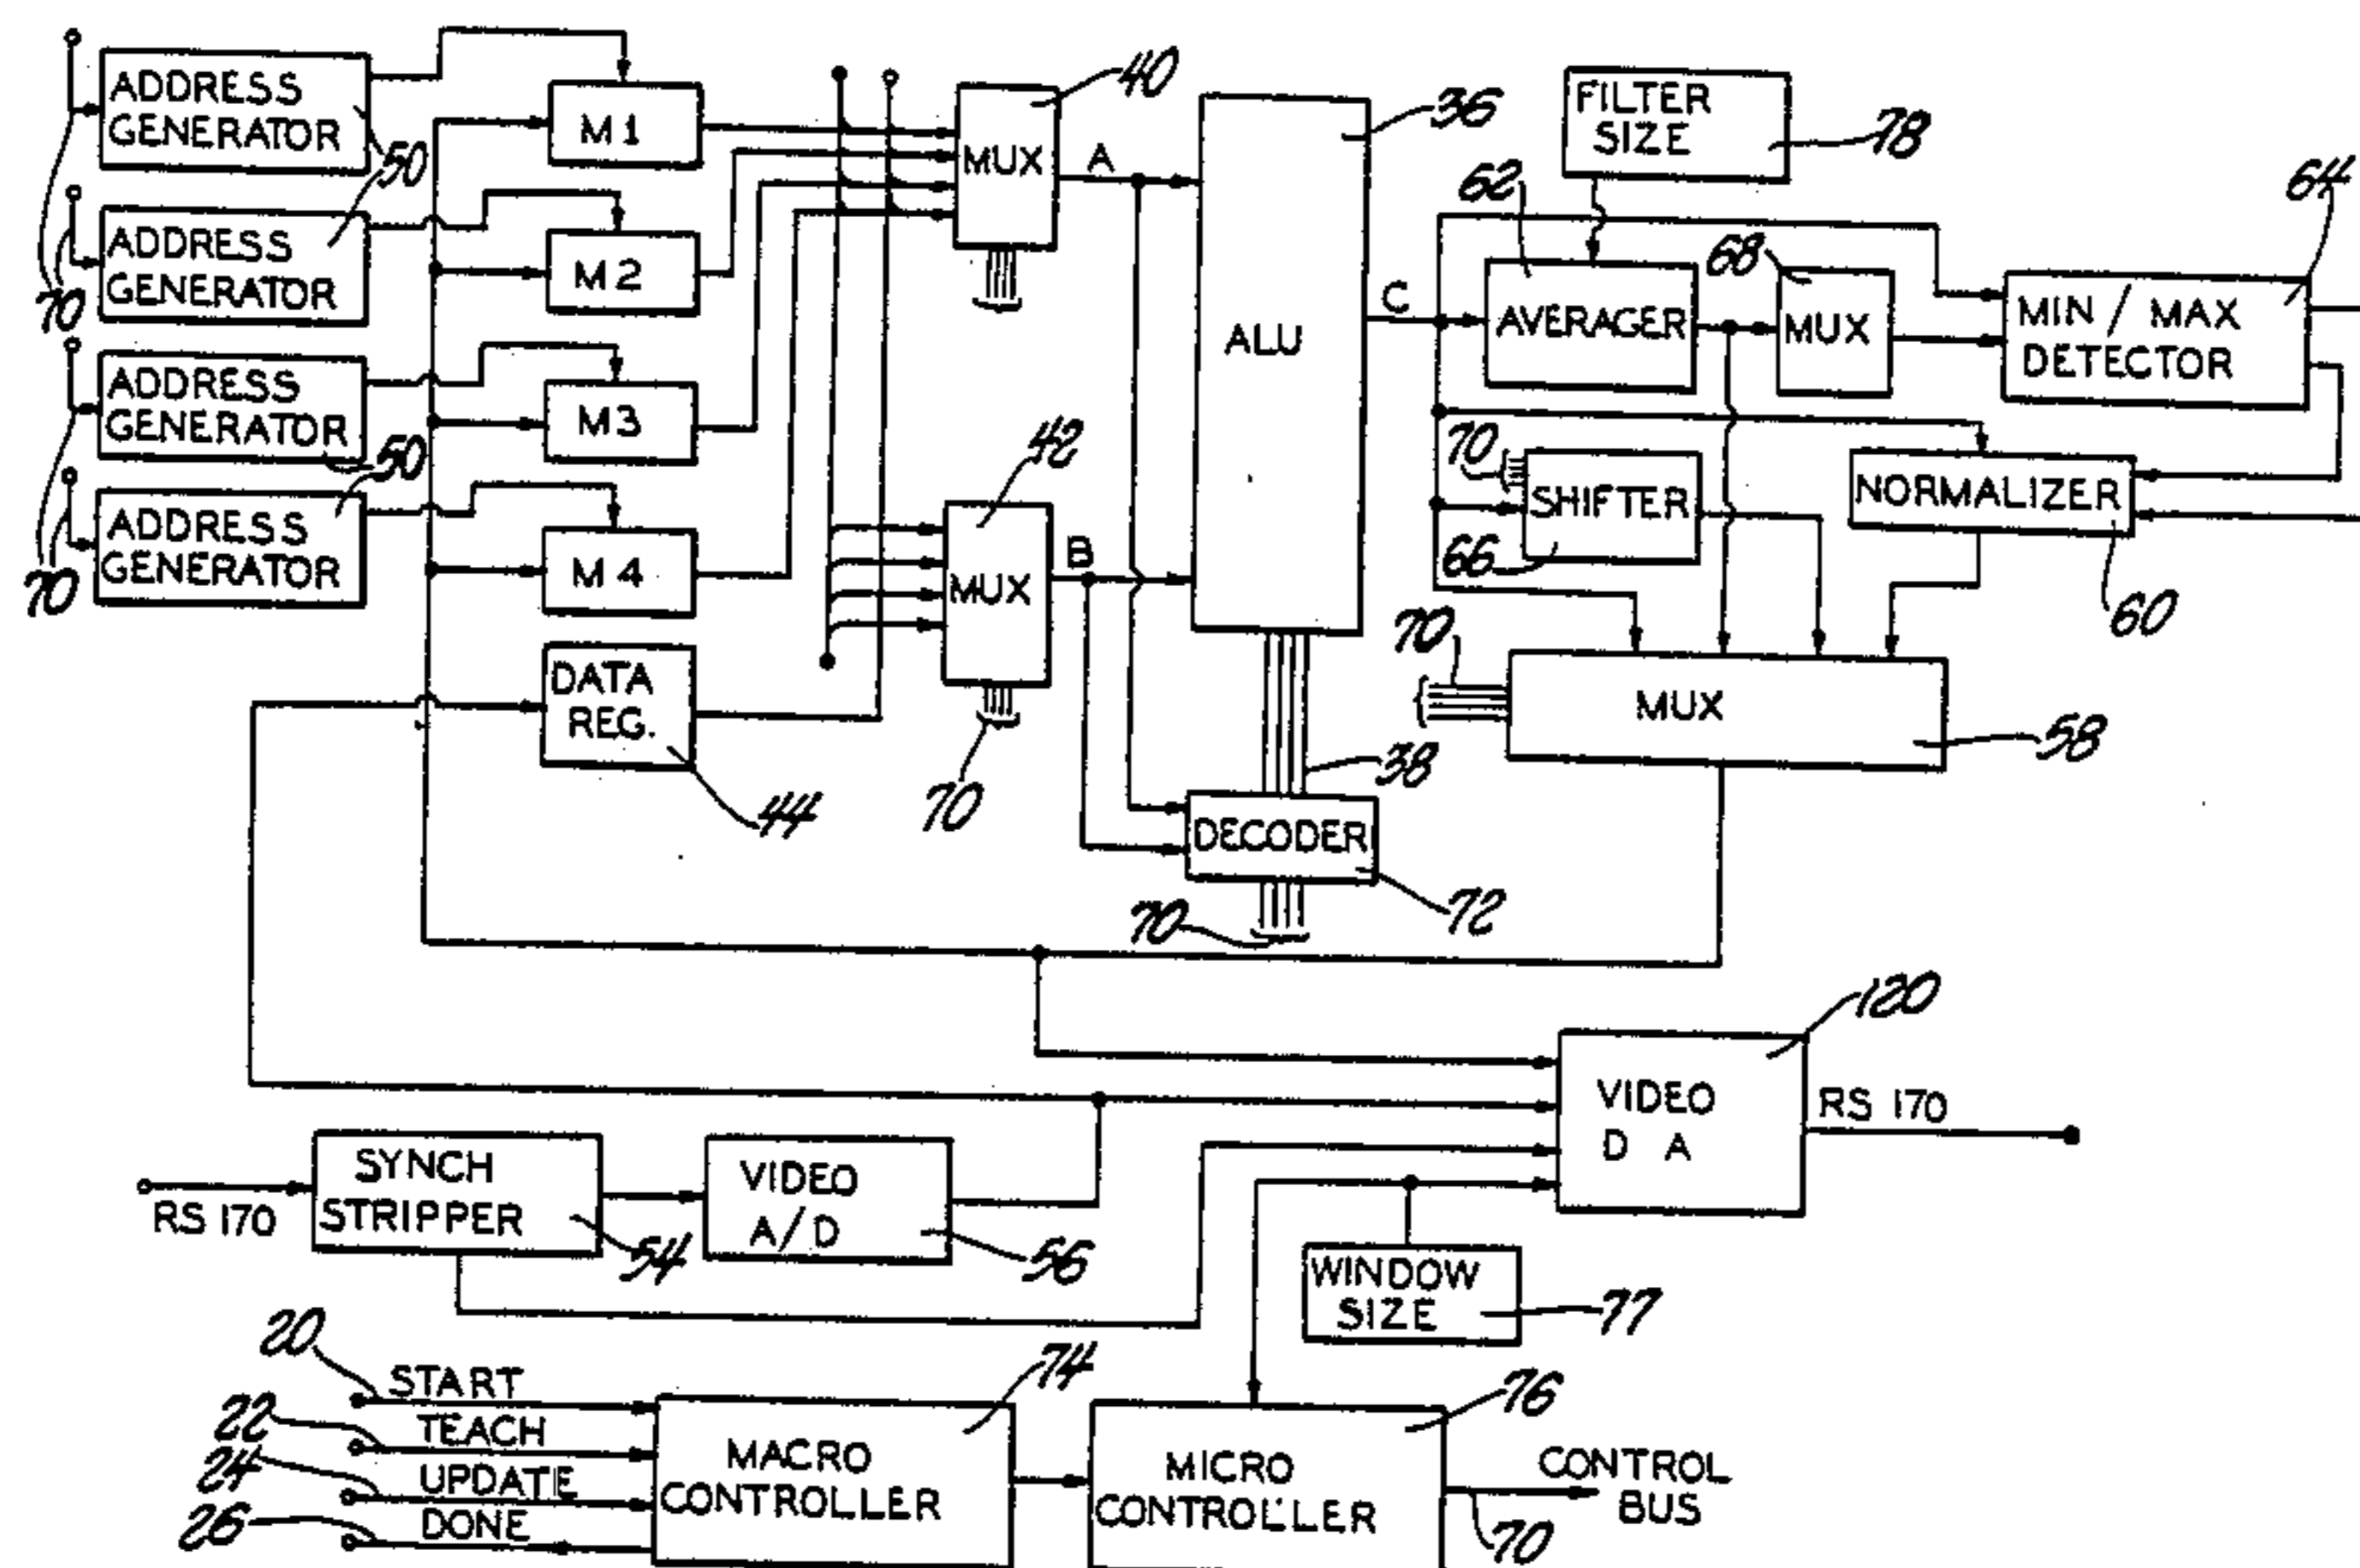 ADDRESS
GENERATOR
50
70
M1
40
MUX
A
36
ALU
FILTER
SIZE
78
62
68
64
ADDRESS
GENERATOR
50
M2
C
AVERAGER
MUX
MIN / MAX
DETECTOR
70
ADDRESS
GENERATOR
M3
42
70
SHIFTER
66
NORMALIZER
60
ADDRESS
GENERATOR
M4
MUX
B
70
DATA
REG.
44
70
MUX
58
38
DECODER
72
70
120
VIDEO
D A
RS 170
RS 170
SYNCH
STRIPPER
54
VIDEO
A/D
56
WINDOW
SIZE
77
20
START
22
TEACH
24
UPDATE
26
DONE
74
MACRO
CONTROLLER
76
MICRO
CONTROLLER
CONTROL
BUS
70